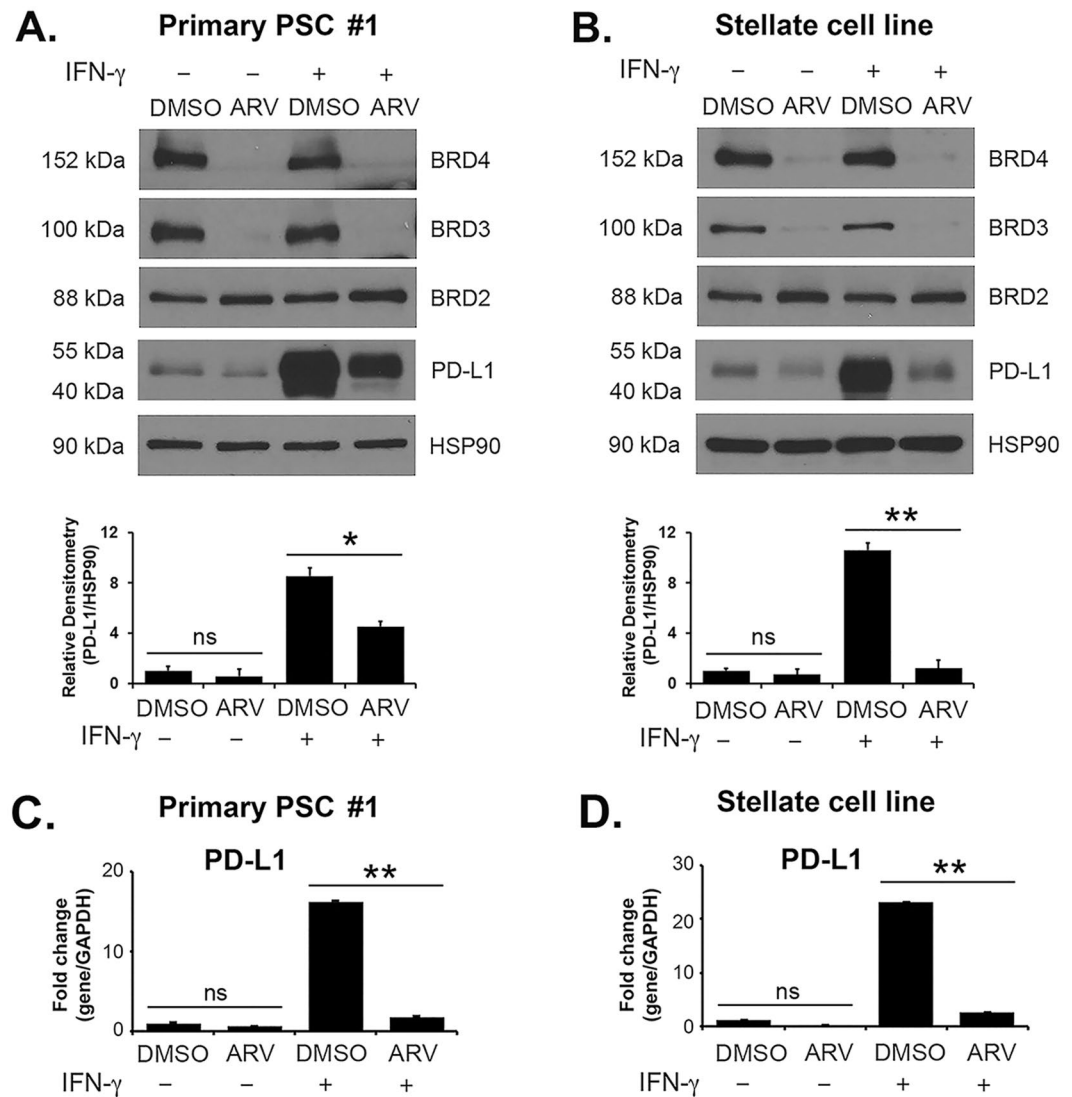 A. Primary PSC #1
IFN-γ – – + +
DMSO ARV DMSO ARV
152 kDa BRD4
100 kDa BRD3
88 kDa BRD2
55 kDa
PD-L1
40 kDa
90 kDa HSP90
Relative Densitometry
(PD-L1/HSP90)
12
8
4
0
ns
*
DMSO ARV DMSO ARV
IFN-γ – – + +
B. Stellate cell line
IFN-γ – – + +
DMSO ARV DMSO ARV
152 kDa BRD4
100 kDa BRD3
88 kDa BRD2
55 kDa
PD-L1
40 kDa
90 kDa HSP90
Relative Densitometry
(PD-L1/HSP90)
12
8
4
0
ns
**
DMSO ARV DMSO ARV
IFN-γ – – + +
C. Primary PSC #1
PD-L1
Fold change
(gene/GAPDH)
20
10
0
ns
**
DMSO ARV DMSO ARV
IFN-γ – – + +
D. Stellate cell line
PD-L1
Fold change
(gene/GAPDH)
30
20
10
0
ns
**
DMSO ARV DMSO ARV
IFN-γ – – + +